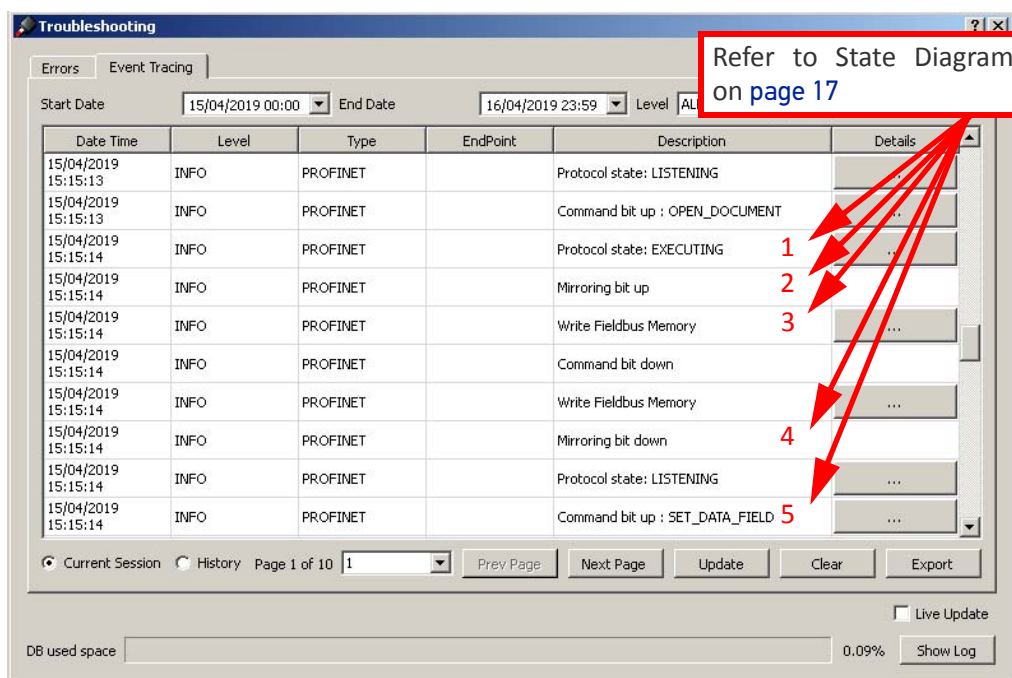 Troubleshooting
Refer to State Diagram
on page 17
Errors Event Tracing
Start Date 15/04/2019 00:00 End Date 16/04/2019 23:59 Level
Date Time Level Type EndPoint Description Details
15/04/2019
15:15:13 INFO PROFINET Protocol state: LISTENING
15/04/2019
15:15:13 INFO PROFINET Command bit up : OPEN_DOCUMENT
15/04/2019
15:15:14 INFO PROFINET Protocol state: EXECUTING 1 ...
15/04/2019
15:15:14 INFO PROFINET Mirroring bit up 2
15/04/2019
15:15:14 INFO PROFINET Write Fieldbus Memory 3 ...
15/04/2019
15:15:14 INFO PROFINET Command bit down
15/04/2019
15:15:14 INFO PROFINET Write Fieldbus Memory ...
15/04/2019
15:15:14 INFO PROFINET Mirroring bit down 4
15/04/2019
15:15:14 INFO PROFINET Protocol state: LISTENING ...
15/04/2019
15:15:14 INFO PROFINET Command bit up : SET_DATA_FIELD 5 ...
Current Session History Page 1 of 10 1 Prev Page Next Page Update Clear Export
Live Update
DB used space 0.09% Show Log